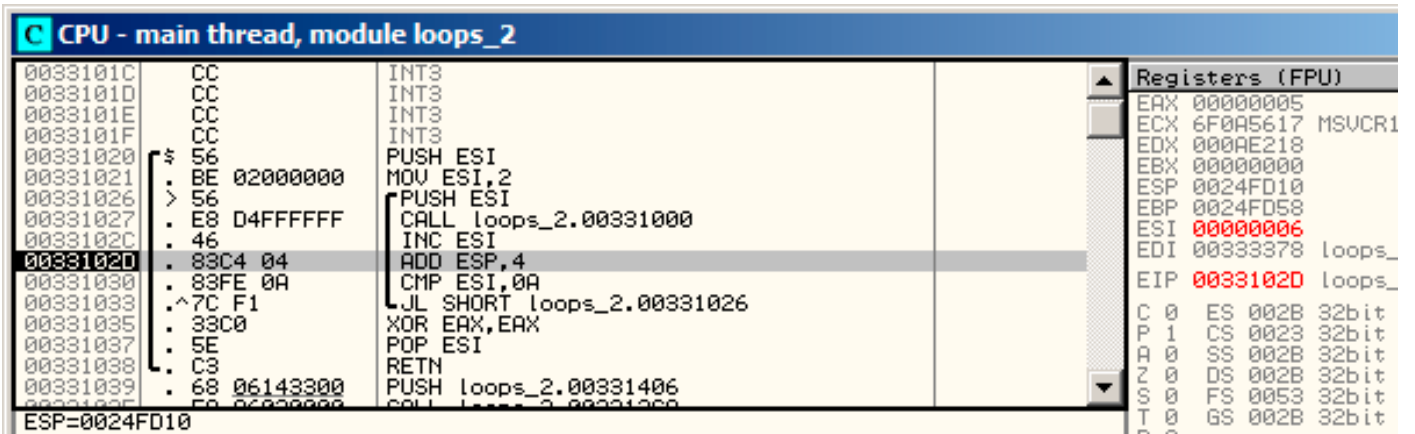 C CPU - main thread, module loops_2
0033101C CC INT3
0033101D CC INT3
0033101E CC INT3
0033101F CC INT3
00331020 $ 56 PUSH ESI
00331021 . BE 02000000 MOV ESI,2
00331026 > 56 PUSH ESI
00331027 . E8 D4FFFFFF CALL loops_2.00331000
0033102C . 46 INC ESI
0033102D . 83C4 04 ADD ESP,4
00331030 . 83FE 0A CMP ESI,0A
00331033 .^7C F1 JL SHORT loops_2.00331026
00331035 . 33C0 XOR EAX,EAX
00331037 . 5E POP ESI
00331038 . C3 RETN
00331039 . 68 06143300 PUSH loops_2.00331406
ESP=0024FD10
Registers (FPU)
EAX 00000005
ECX 6F0A5617 MSVCR1
EDX 000AE218
EBX 00000000
ESP 0024FD10
EBP 0024FD58
ESI 00000006
EDI 00333378 loops_
EIP 0033102D loops_
C 0 ES 002B 32bit
P 1 CS 0023 32bit
A 0 SS 002B 32bit
Z 0 DS 002B 32bit
S 0 FS 0053 32bit
T 0 GS 002B 32bit